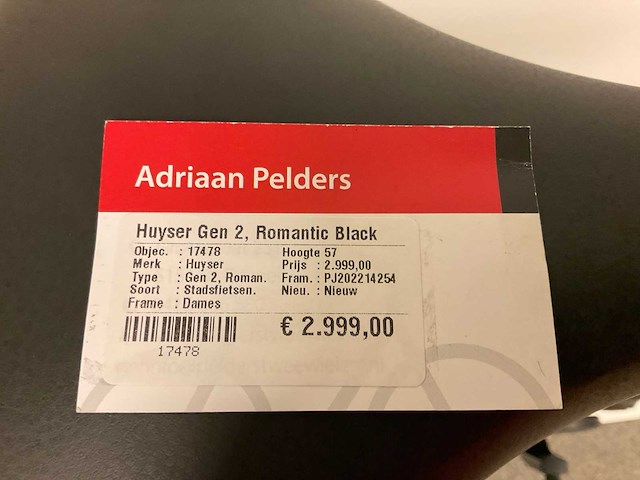 Adriaan Pelders
Huyser Gen 2, Romantic Black
Objec. : 17478 Hoogte 57
Merk : Huyser Prijs : 2.999,00
Type : Gen 2, Roman. Fram. : PJ202214254
Soort : Stadsfietsen. Nieu. : Nieuw
Frame : Dames
€ 2.999,00
17478